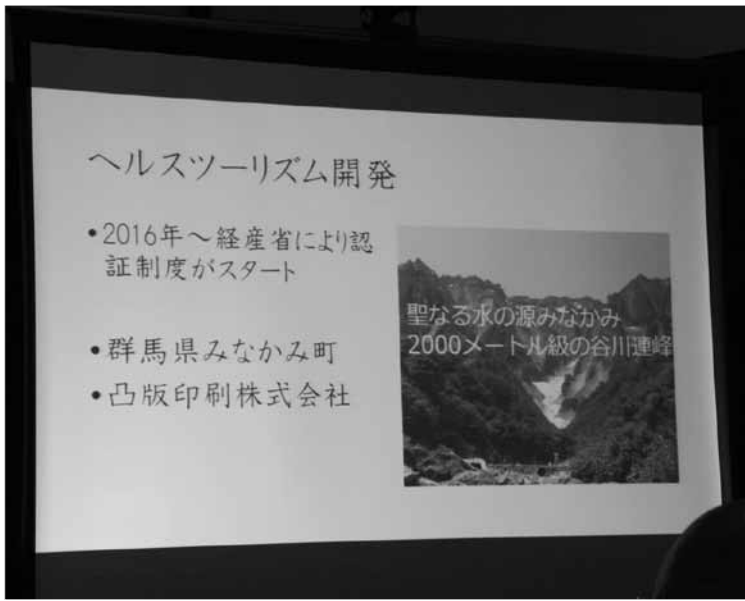 ヘルスツーリズム開発
•2016年～経産省により認
証制度がスタート
•群馬県みなかみ町
•凸版印刷株式会社
聖なる水の源みなかみ
2000メートル級の谷川連峰